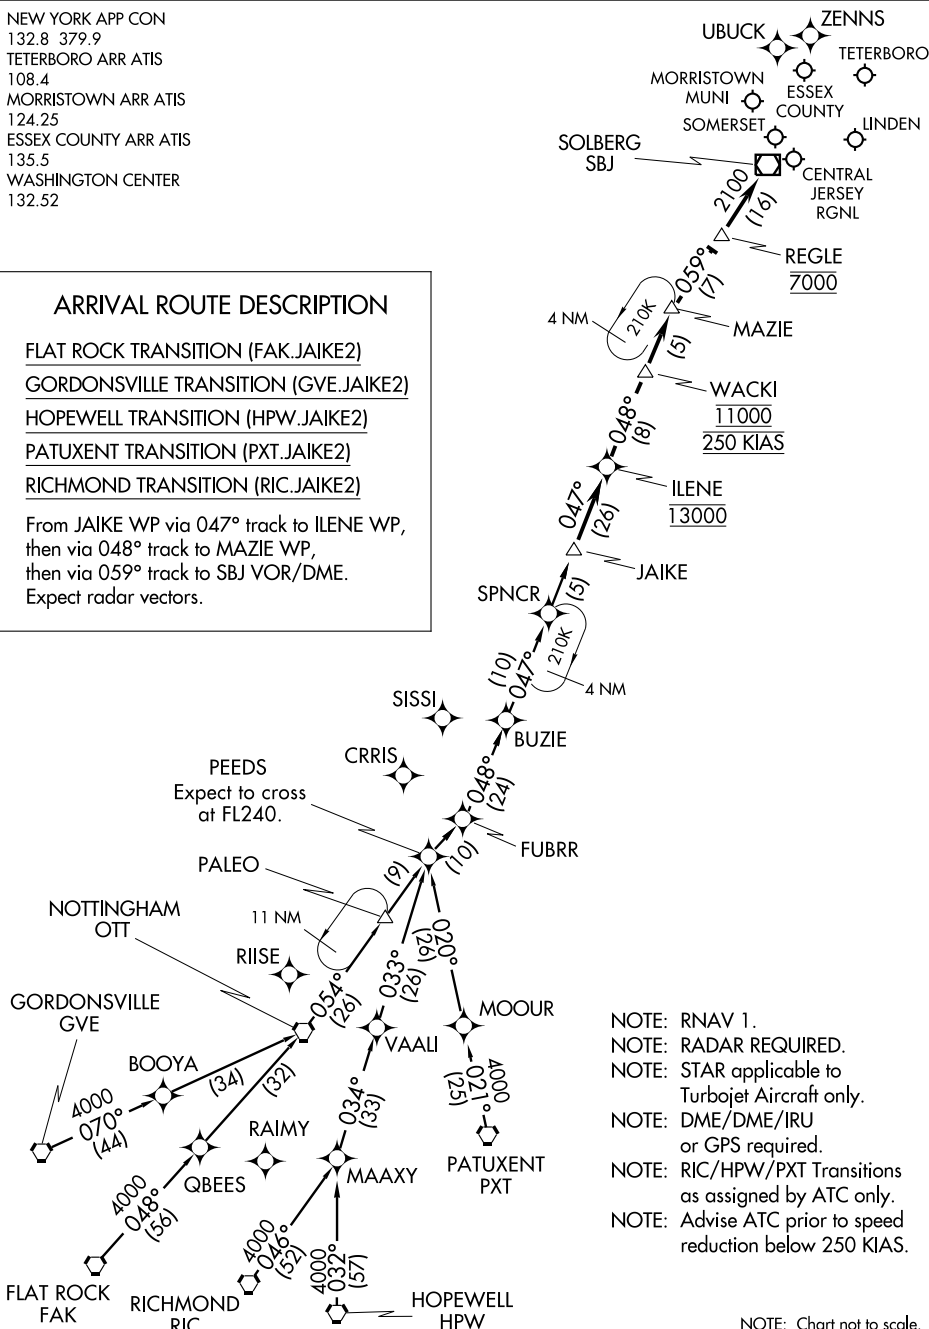 NEW YORK APP CON
132.8 379.9
TETERBORO ARR ATIS
108.4
MORRISTOWN ARR ATIS
124.25
ESSEX COUNTY ARR ATIS
135.5
WASHINGTON CENTER
132.52
UBUCK
ZENNS
TETERBORO
MORRISTOWN
MUNI
ESSEX
COUNTY
SOMERSET
LINDEN
SOLBERG
SBJ
CENTRAL
JERSEY
RGNL
2100
(16)
REGLE
7000
059°
(7)
4 NM
210K
MAZIE
(5)
WACKI
11000
250 KIAS
048°
(8)
ILENE
13000
047°
(26)
JAIKE
(5)
SPNCR
210K
4 NM
(10)
047°
ARRIVAL ROUTE DESCRIPTION
FLAT ROCK TRANSITION (FAK.JAIKE2)
GORDONSVILLE TRANSITION (GVE.JAIKE2)
HOPEWELL TRANSITION (HPW.JAIKE2)
PATUXENT TRANSITION (PXT.JAIKE2)
RICHMOND TRANSITION (RIC.JAIKE2)
From JAIKE WP via 047° track to ILENE WP,
then via 048° track to MAZIE WP,
then via 059° track to SBJ VOR/DME.
Expect radar vectors.
SISSI
BUZIE
CRRIS
PEEDS
Expect to cross
at FL240.
048°
(24)
FUBRR
(10)
PALEO
(9)
11 NM
NOTTINGHAM
OTT
RIISE
054°
(26)
033°
(26)
020°
(26)
GORDONSVILLE
GVE
VAALI
MOOUR
BOOYA
(34)
(32)
4000
070°
(44)
034°
(33)
4000
021°
(25)
RAIMY
QBEES
MAAXY
PATUXENT
PXT
4000
048°
(56)
4000
046°
(52)
4000
032°
(57)
FLAT ROCK
FAK
RICHMOND
RIC
HOPEWELL
HPW
NOTE: RNAV 1.
NOTE: RADAR REQUIRED.
NOTE: STAR applicable to
Turbojet Aircraft only.
NOTE: DME/DME/IRU
or GPS required.
NOTE: RIC/HPW/PXT Transitions
as assigned by ATC only.
NOTE: Advise ATC prior to speed
reduction below 250 KIAS.
NOTE: Chart not to scale.